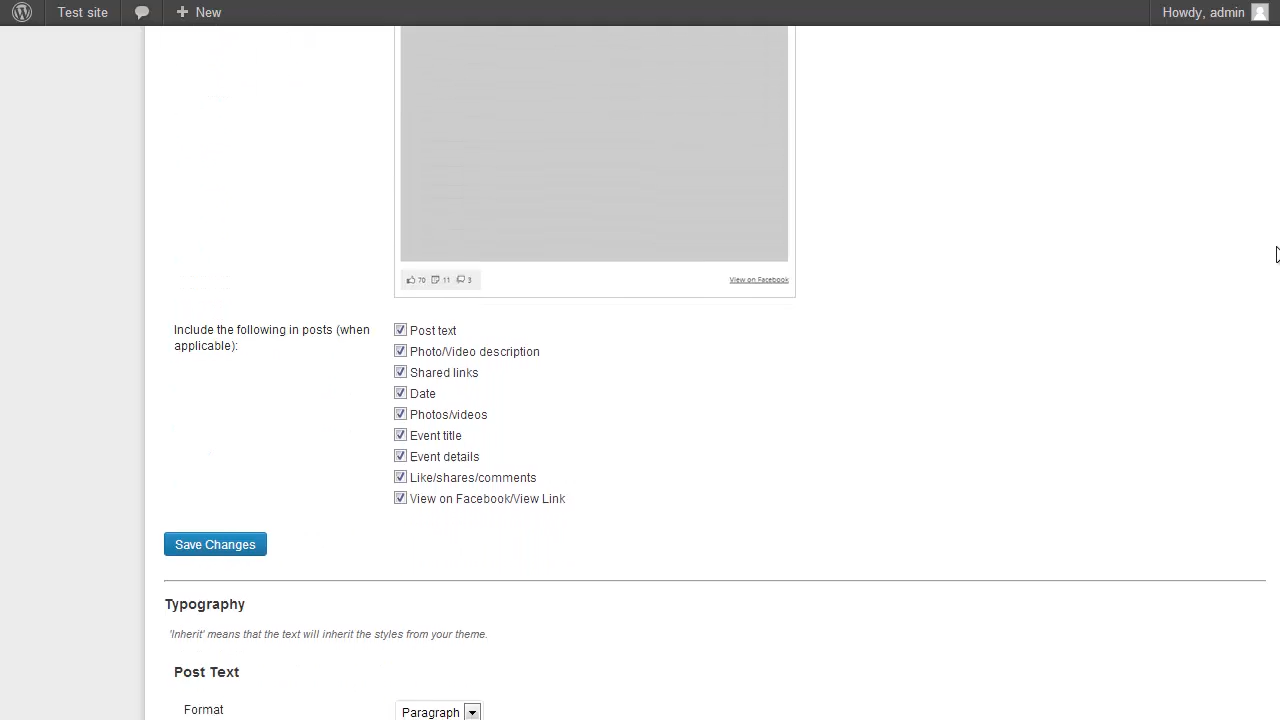 Test site
New
Howdy, admin
70 11 3
View on Facebook
Include the following in posts (when
applicable):
Post text
Photo/Video description
Shared links
Date
Photos/videos
Event title
Event details
Like/shares/comments
View on Facebook/View Link
Save Changes
Typography
'Inherit' means that the text will inherit the styles from your theme.
Post Text
Format
Paragraph